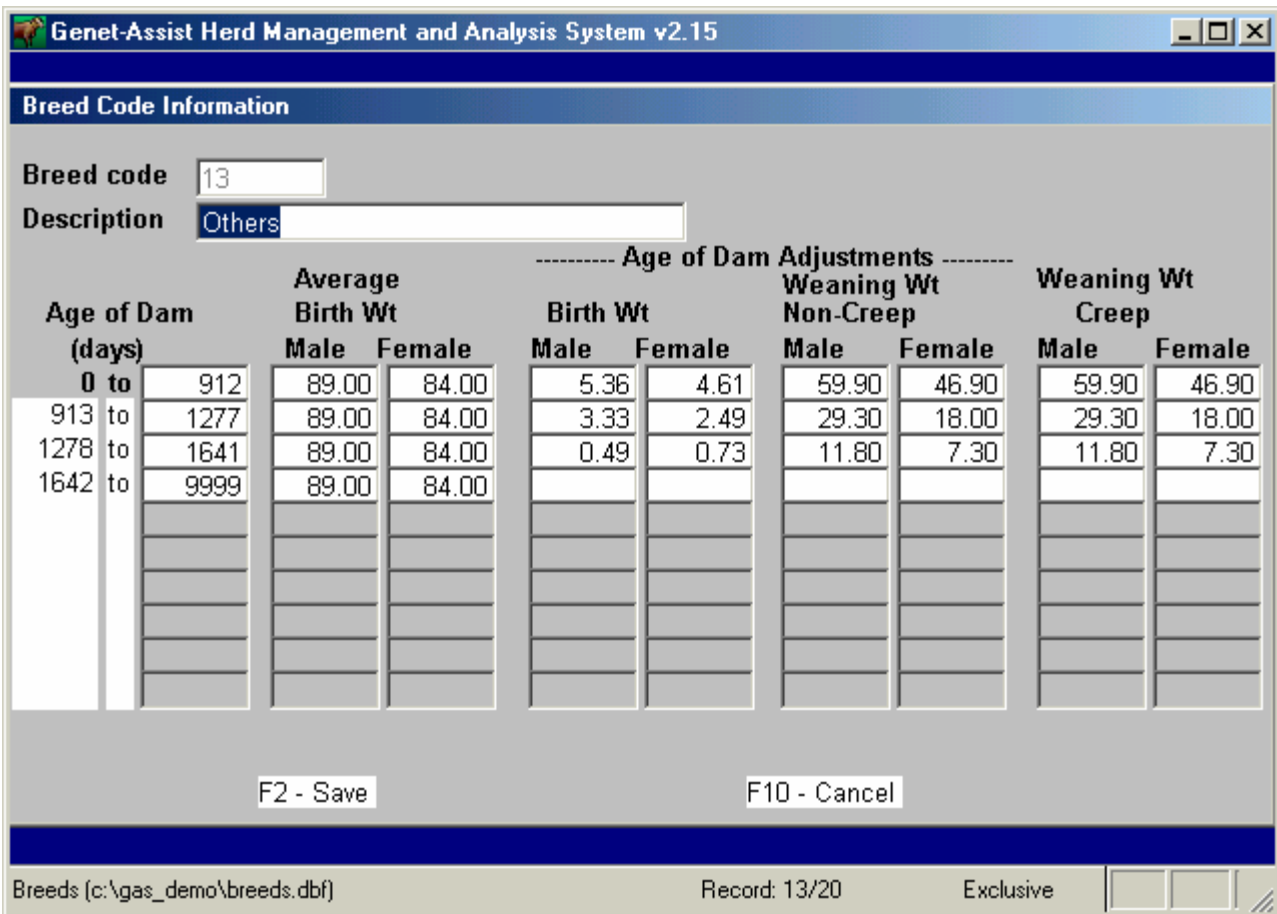 Genet-Assist Herd Management and Analysis System v2.15
Breed Code Information
Breed code 13
Description Others
---------- Age of Dam Adjustments ---------
Average Weaning Wt Weaning Wt
Age of Dam Birth Wt Birth Wt Non-Creep Creep
(days) Male Female Male Female Male Female Male Female
0 to 912 89.00 84.00 5.36 4.61 59.90 46.90 59.90 46.90
913 to 1277 89.00 84.00 3.33 2.49 29.30 18.00 29.30 18.00
1278 to 1641 89.00 84.00 0.49 0.73 11.80 7.30 11.80 7.30
1642 to 9999 89.00 84.00
F2 - Save F10 - Cancel
Breeds (c:\gas_demo\breeds.dbf) Record: 13/20 Exclusive